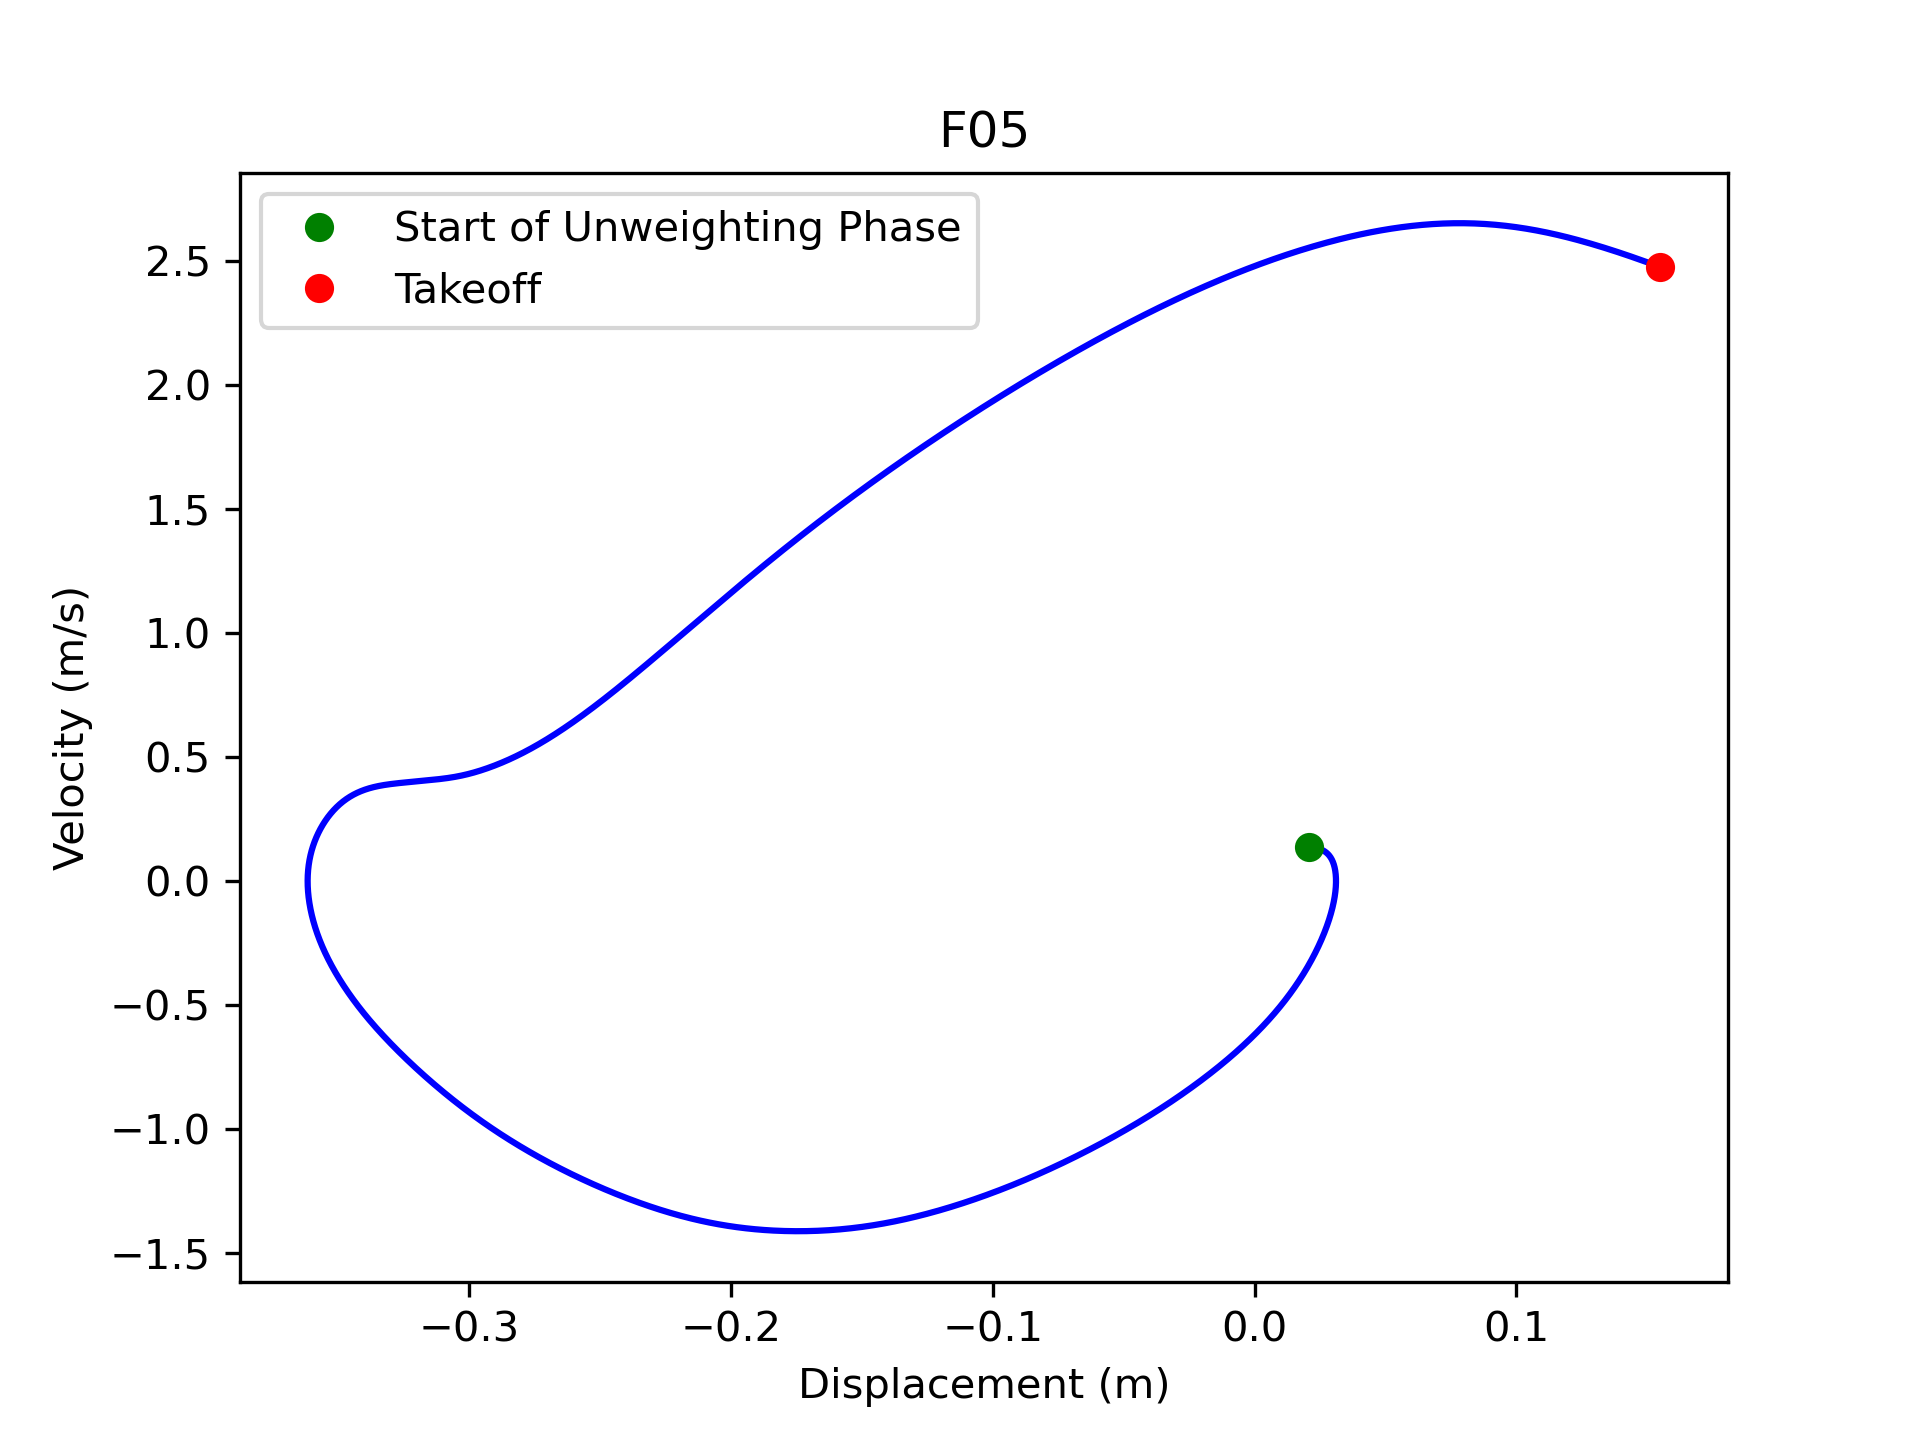 F05
Start of Unweighting Phase
Takeoff
2.5
2.0
1.5
1.0
0.5
0.0
−0.5
−1.0
−1.5
Velocity (m/s)
−0.3 −0.2 −0.1 0.0 0.1
Displacement (m)